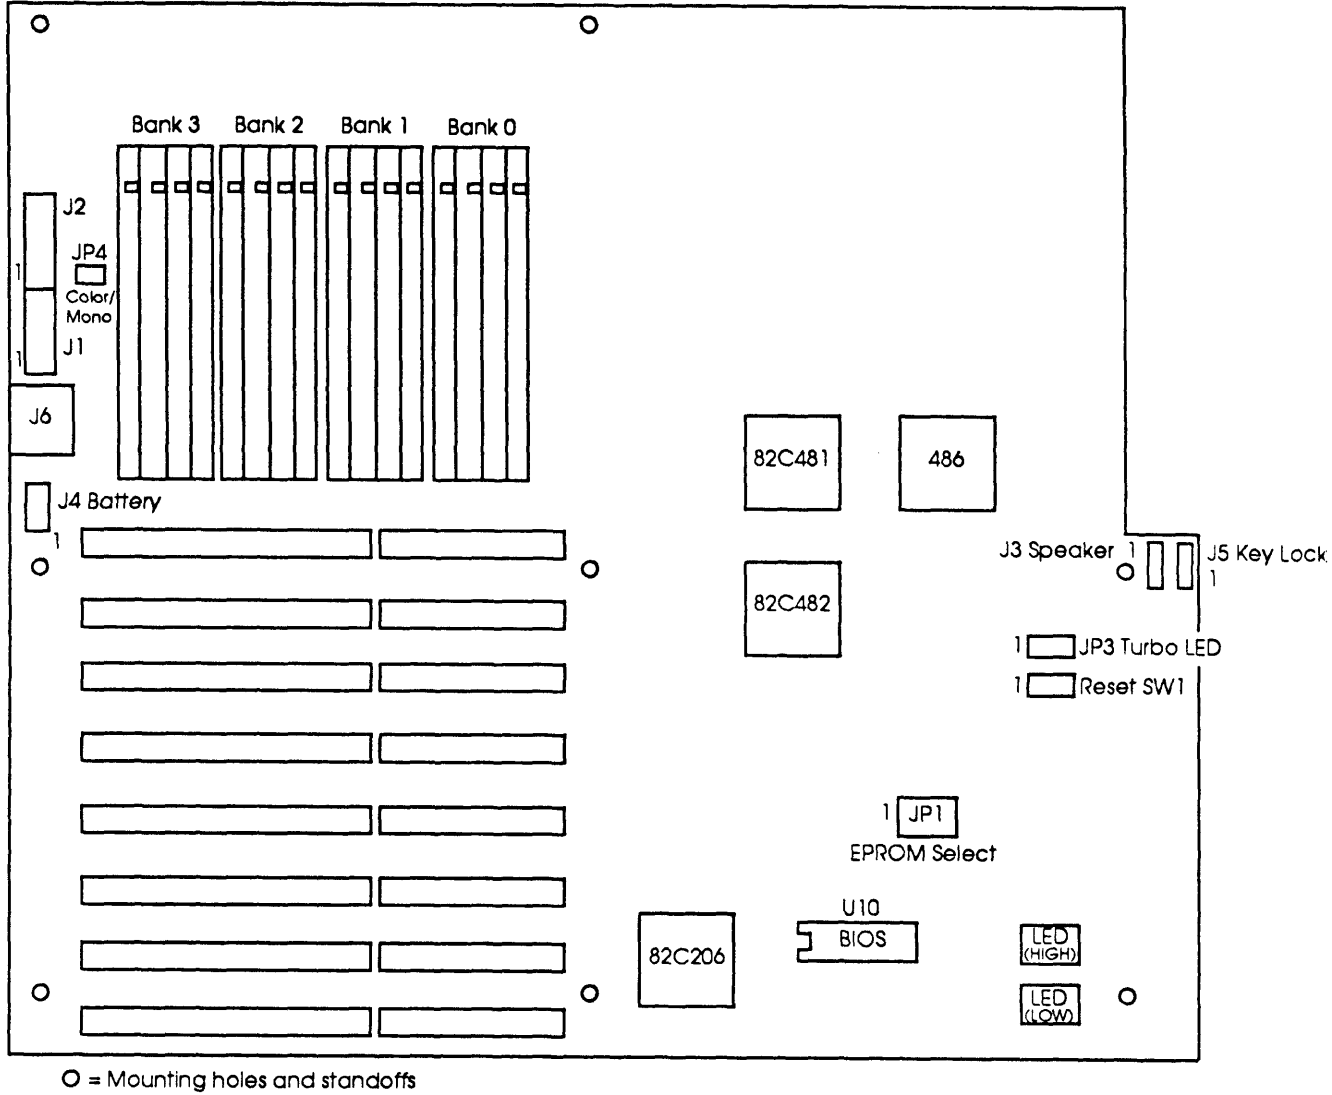 Bank 3 Bank 2 Bank 1 Bank 0
J2
JP4
1
Color/
Mono
J1
1
J6
82C481
486
J4 Battery
1
J3 Speaker 1
J5 Key Lock
1
82C482
1 JP3 Turbo LED
1 Reset SW1
1 JP1
EPROM Select
U10
BIOS
LED
(HIGH)
82C206
LED
(LOW)
= Mounting holes and standoffs